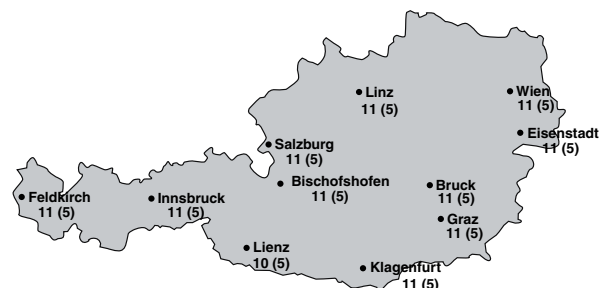 Linz
11 (5)
Wien
11 (5)
Eisenstadt
11 (5)
Salzburg
11 (5)
Bischofshofen
11 (5)
Bruck
11 (5)
Feldkirch
11 (5)
Innsbruck
11 (5)
Graz
11 (5)
Lienz
10 (5)
Klagenfurt
11 (5)